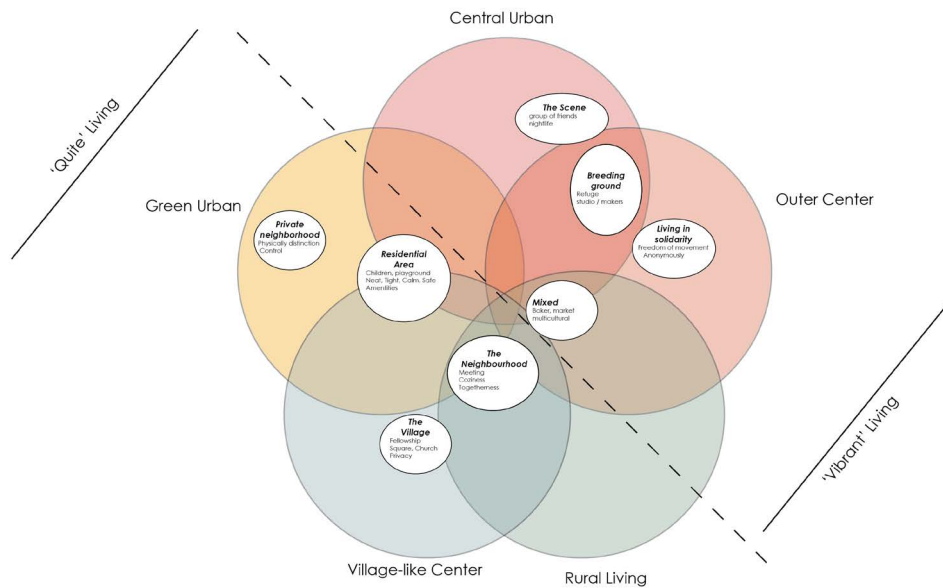 Central Urban
'Quite' Living
The Scene
group of friends
nightlife
Breeding
ground
Refuge
studio / makers
Green Urban
Outer Center
Private
neighborhood
Physically distinction
Control
Living in
solidarity
Freedom of movement
Anonymously
Residential
Area
Children, playground
Neat, Tight, Calm, Safe
Amenities
Mixed
Baker, market
multicultural
The
Neighbourhood
Meeting
Coziness
Togetherness
The
Village
Fellowship
Square, Church
Privacy
'Vibrant' Living
Village-like Center
Rural Living